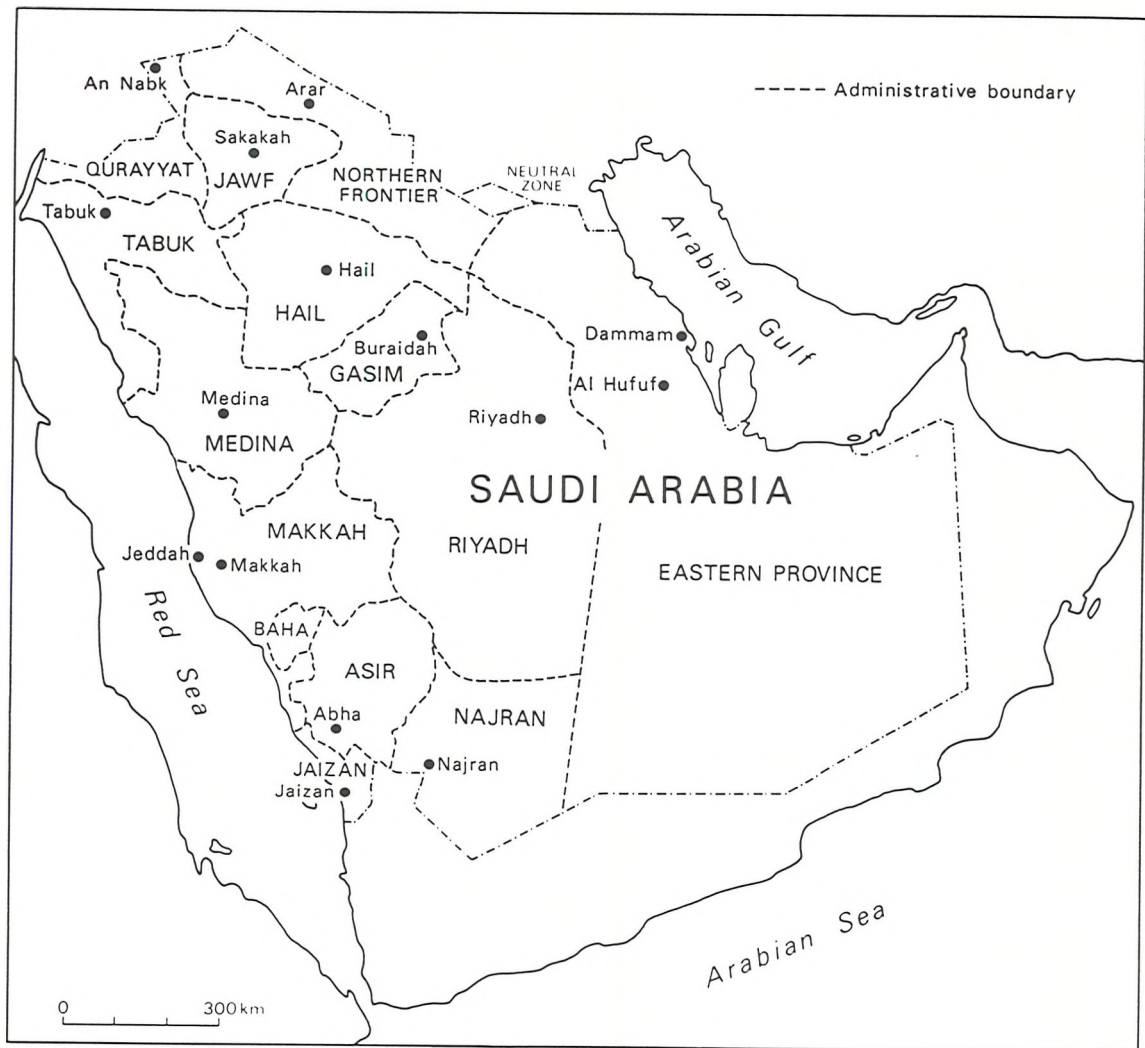 An Nabk
Arar
----- Administrative boundary
Sakakah
QURAYYAT
JAWF
NORTHERN
FRONTIER
NEUTRAL
ZONE
Tabuk
TABUK
Arabian Gulf
Hail
HAIL
Buraidah
GASIM
Dammam
Al Hufuf
Medina
MEDINA
Riyadh
SAUDI ARABIA
MAKKAH
RIYADH
Jeddah
Makkah
EASTERN PROVINCE
Red Sea
BAHA
ASIR
Abha
NAJRAN
JAIZAN
Jaizan
Najran
Arabian Sea
0 300km